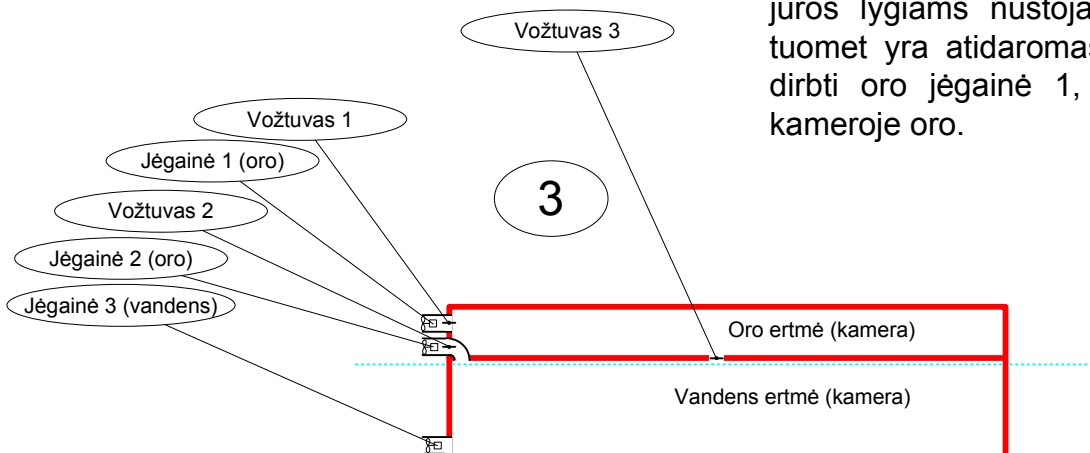 jūros lygiams nustoja
tuomet yra atidaromas
dirbti oro jėgainė 1,
kameroje oro.
Vožtuvas 3
Vožtuvas 1
Jėgainė 1 (oro)
Vožtuvas 2
Jėgainė 2 (oro)
Jėgainė 3 (vandens)
3
Oro ertmė (kamera)
Vandens ertmė (kamera)